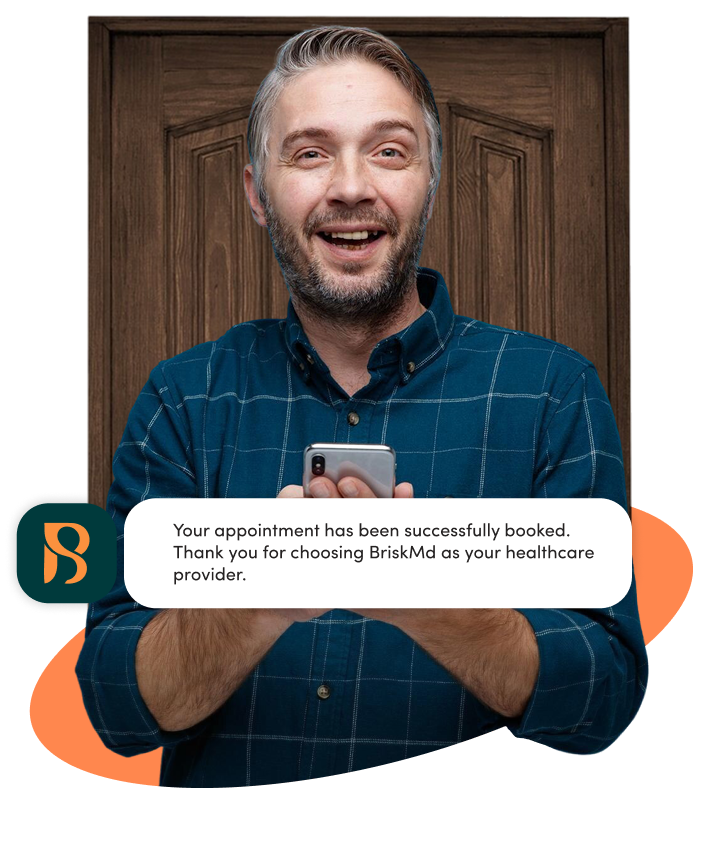 Your appointment has been successfully booked.
Thank you for choosing BriskMd as your healthcare
provider.